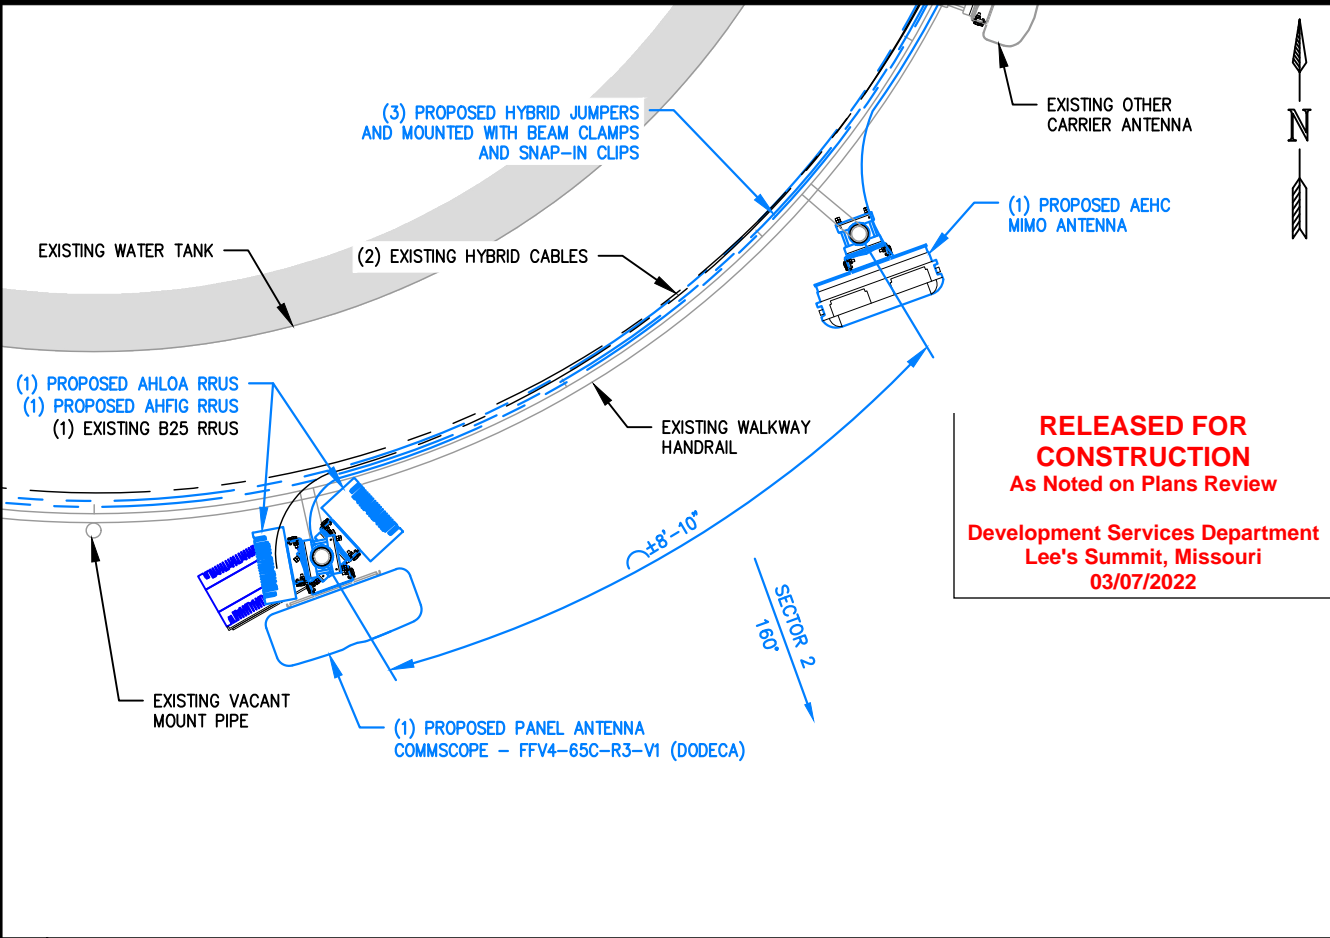 (3) PROPOSED HYBRID JUMPERS
AND MOUNTED WITH BEAM CLAMPS
AND SNAP-IN CLIPS
EXISTING OTHER
CARRIER ANTENNA
N
(1) PROPOSED AEHC
MIMO ANTENNA
EXISTING WATER TANK
(2) EXISTING HYBRID CABLES
(1) PROPOSED AHLOA RRUS
(1) PROPOSED AHFIG RRUS
(1) EXISTING B25 RRUS
EXISTING WALKWAY
HANDRAIL
RELEASED FOR
CONSTRUCTION
As Noted on Plans Review
Development Services Department
Lee's Summit, Missouri
03/07/2022
±8'-10"
SECTOR 2
160°
EXISTING VACANT
MOUNT PIPE
(1) PROPOSED PANEL ANTENNA
COMMSCOPE - FFV4-65C-R3-V1 (DODECA)